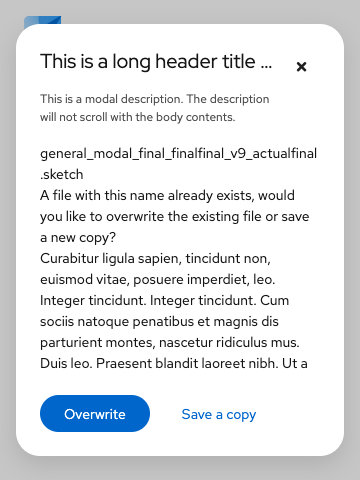 This is a long header title ...
This is a modal description. The description
will not scroll with the body contents.
general_modal_final_finalfinal_v9_actualfinal
.sketch
A file with this name already exists, would
you like to overwrite the existing file or save
a new copy?
Curabitur ligula sapien, tincidunt non,
euismod vitae, posuere imperdiet, leo.
Integer tincidunt. Integer tincidunt. Cum
sociis natoque penatibus et magnis dis
parturient montes, nascetur ridiculus mus.
Duis leo. Praesent blandit laoreet nibh. Ut a
Overwrite
Save a copy